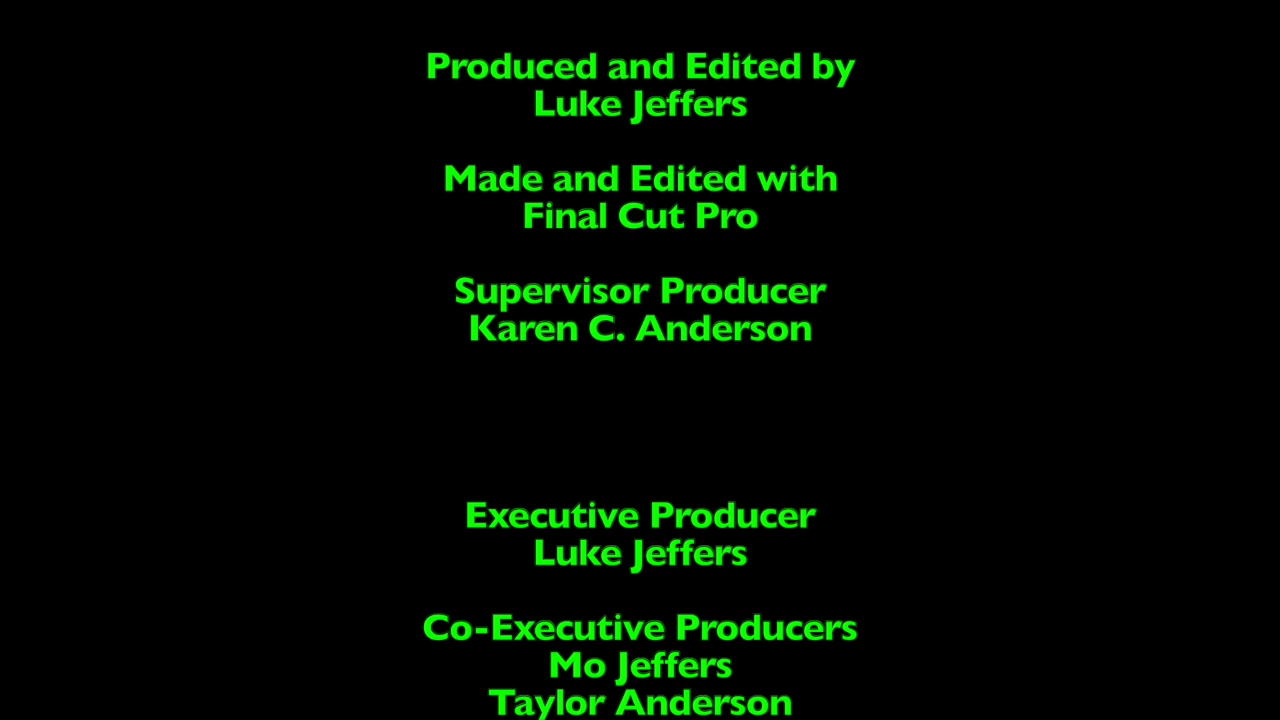 Produced and Edited by
Luke Jeffers
Made and Edited with
Final Cut Pro
Supervisor Producer
Karen C. Anderson
Executive Producer
Luke Jeffers
Co-Executive Producers
Mo Jeffers
Taylor Anderson